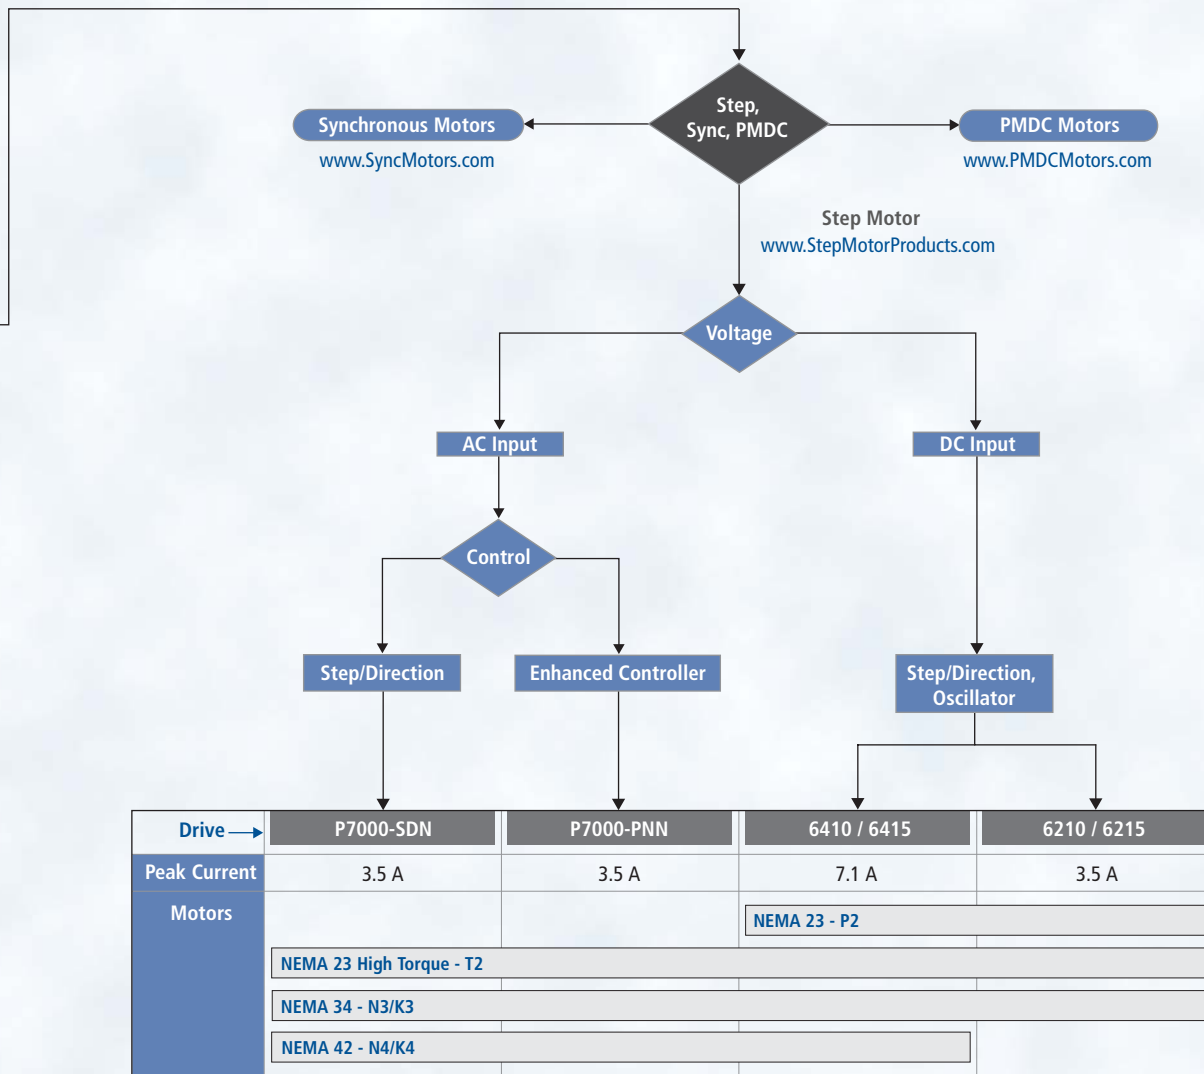 Step,
Sync, PMDC
Synchronous Motors
www.SyncMotors.com
PMDC Motors
www.PMDCMotors.com
Step Motor
www.StepMotorProducts.com
Voltage
AC Input
DC Input
Control
Step/Direction
Enhanced Controller
Step/Direction,
Oscillator
Drive P7000-SDN P7000-PNN 6410 / 6415 6210 / 6215
Peak Current 3.5 A 3.5 A 7.1 A 3.5 A
Motors
NEMA 23 - P2
NEMA 23 High Torque - T2
NEMA 34 - N3/K3
NEMA 42 - N4/K4